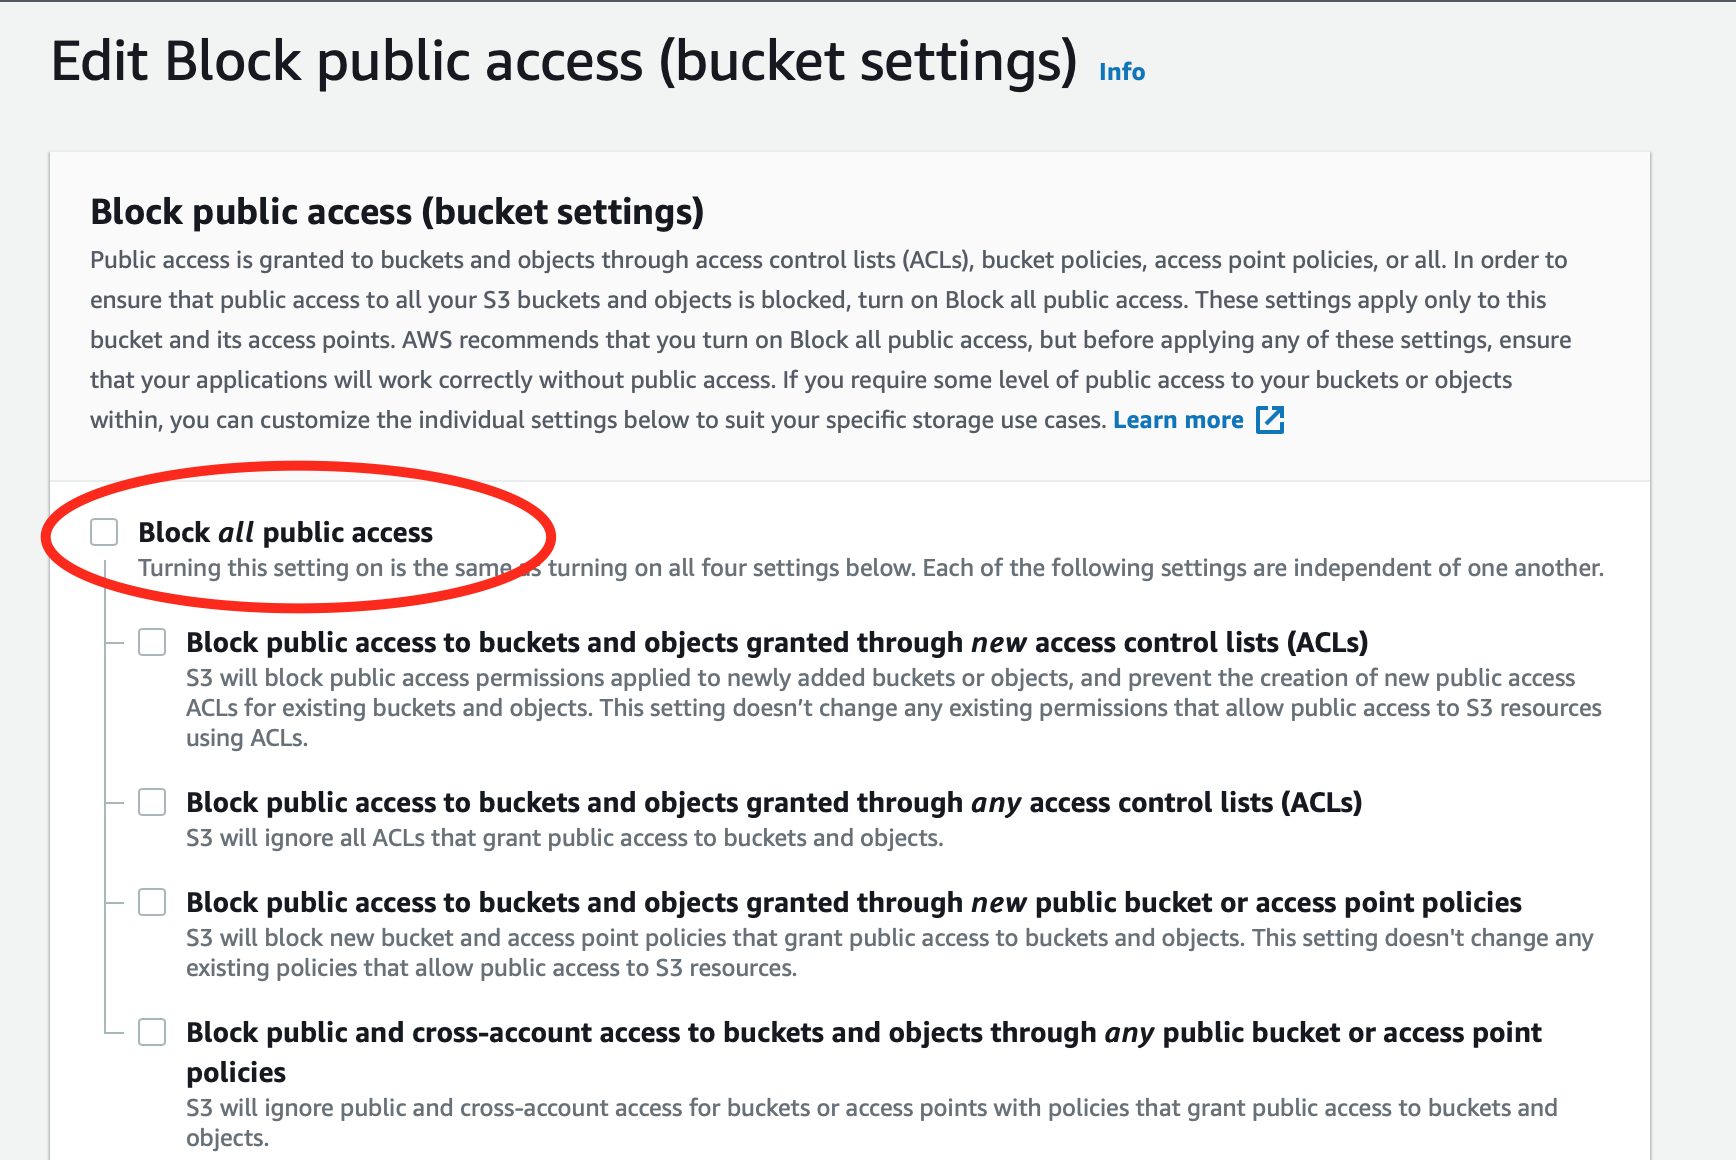 Edit Block public access (bucket settings) Info
Block public access (bucket settings)
Public access is granted to buckets and objects through access control lists (ACLs), bucket policies, access point policies, or all. In order to
ensure that public access to all your S3 buckets and objects is blocked, turn on Block all public access. These settings apply only to this
bucket and its access points. AWS recommends that you turn on Block all public access, but before applying any of these settings, ensure
that your applications will work correctly without public access. If you require some level of public access to your buckets or objects
within, you can customize the individual settings below to suit your specific storage use cases. Learn more
Block all public access
Turning this setting on is the same as turning on all four settings below. Each of the following settings are independent of one another.
Block public access to buckets and objects granted through new access control lists (ACLs)
S3 will block public access permissions applied to newly added buckets or objects, and prevent the creation of new public access
ACLs for existing buckets and objects. This setting doesn’t change any existing permissions that allow public access to S3 resources
using ACLs.
Block public access to buckets and objects granted through any access control lists (ACLs)
S3 will ignore all ACLs that grant public access to buckets and objects.
Block public access to buckets and objects granted through new public bucket or access point policies
S3 will block new bucket and access point policies that grant public access to buckets and objects. This setting doesn't change any
existing policies that allow public access to S3 resources.
Block public and cross-account access to buckets and objects through any public bucket or access point
policies
S3 will ignore public and cross-account access for buckets or access points with policies that grant public access to buckets and
objects.